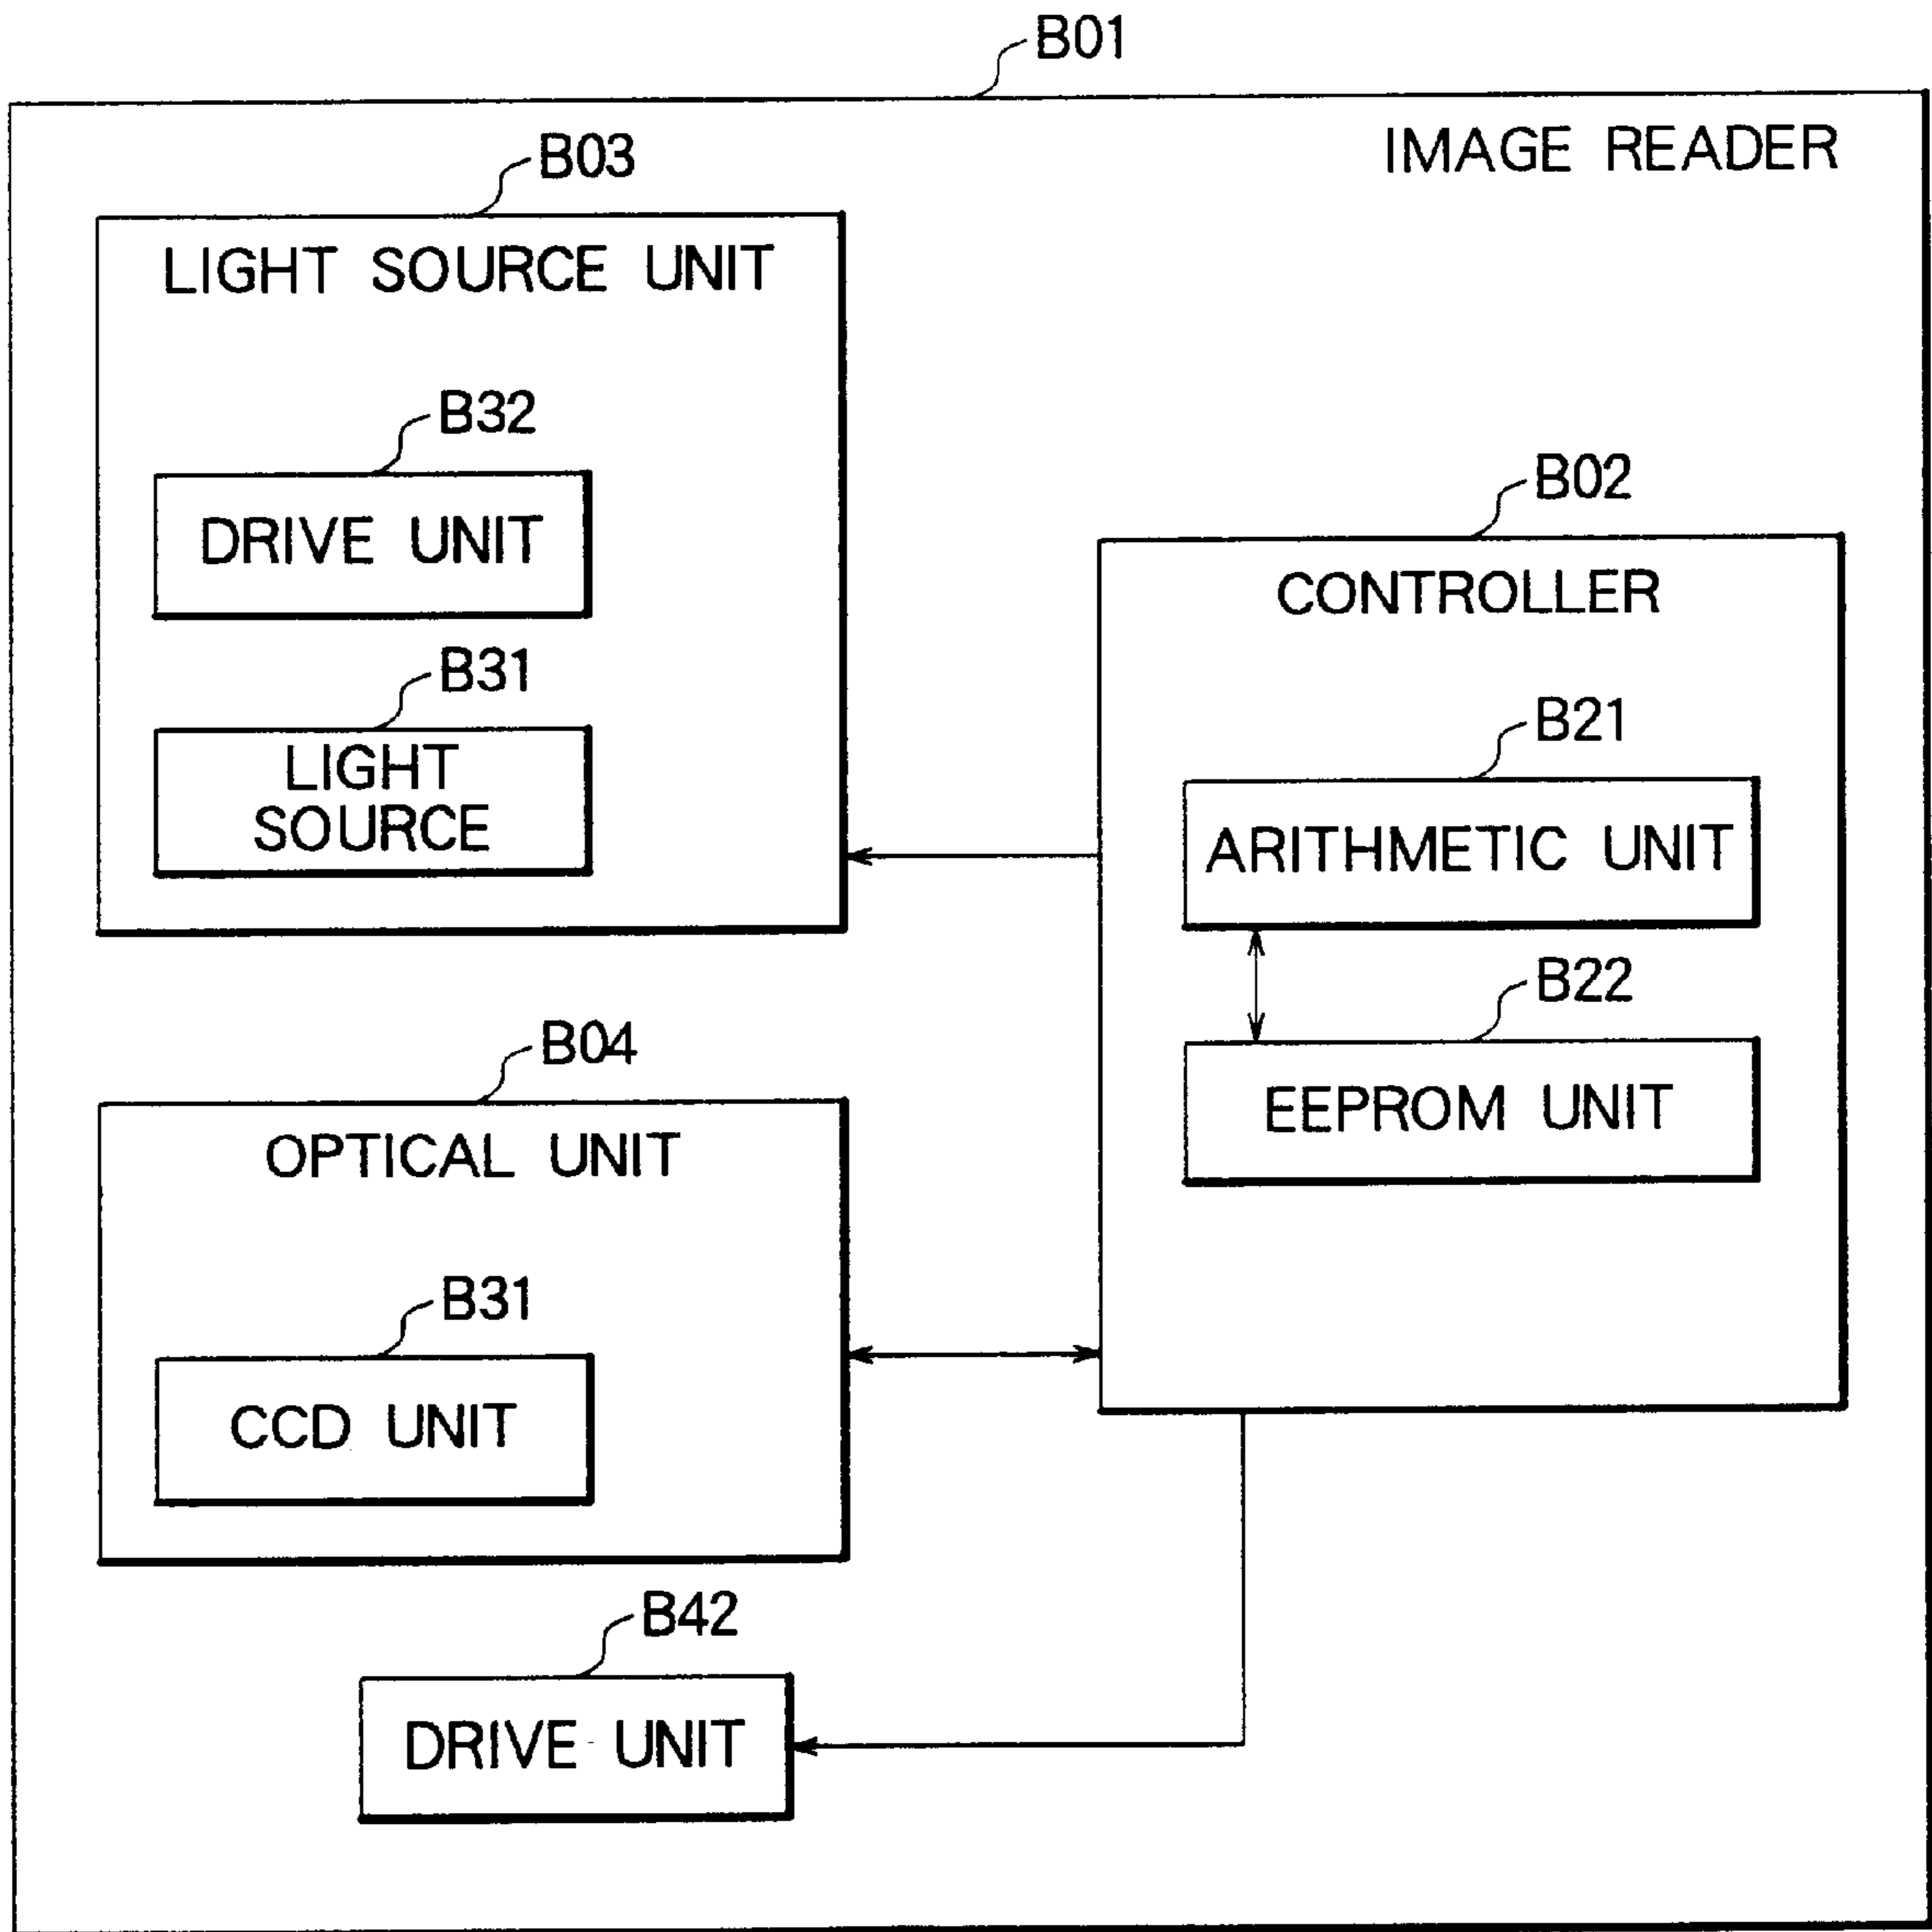 B01
IMAGE READER
B03
LIGHT SOURCE UNIT
B32
DRIVE UNIT
B31
LIGHT
SOURCE
B02
CONTROLLER
B21
ARITHMETIC UNIT
B22
EEPROM UNIT
B04
OPTICAL UNIT
B31
CCD UNIT
B42
DRIVE UNIT